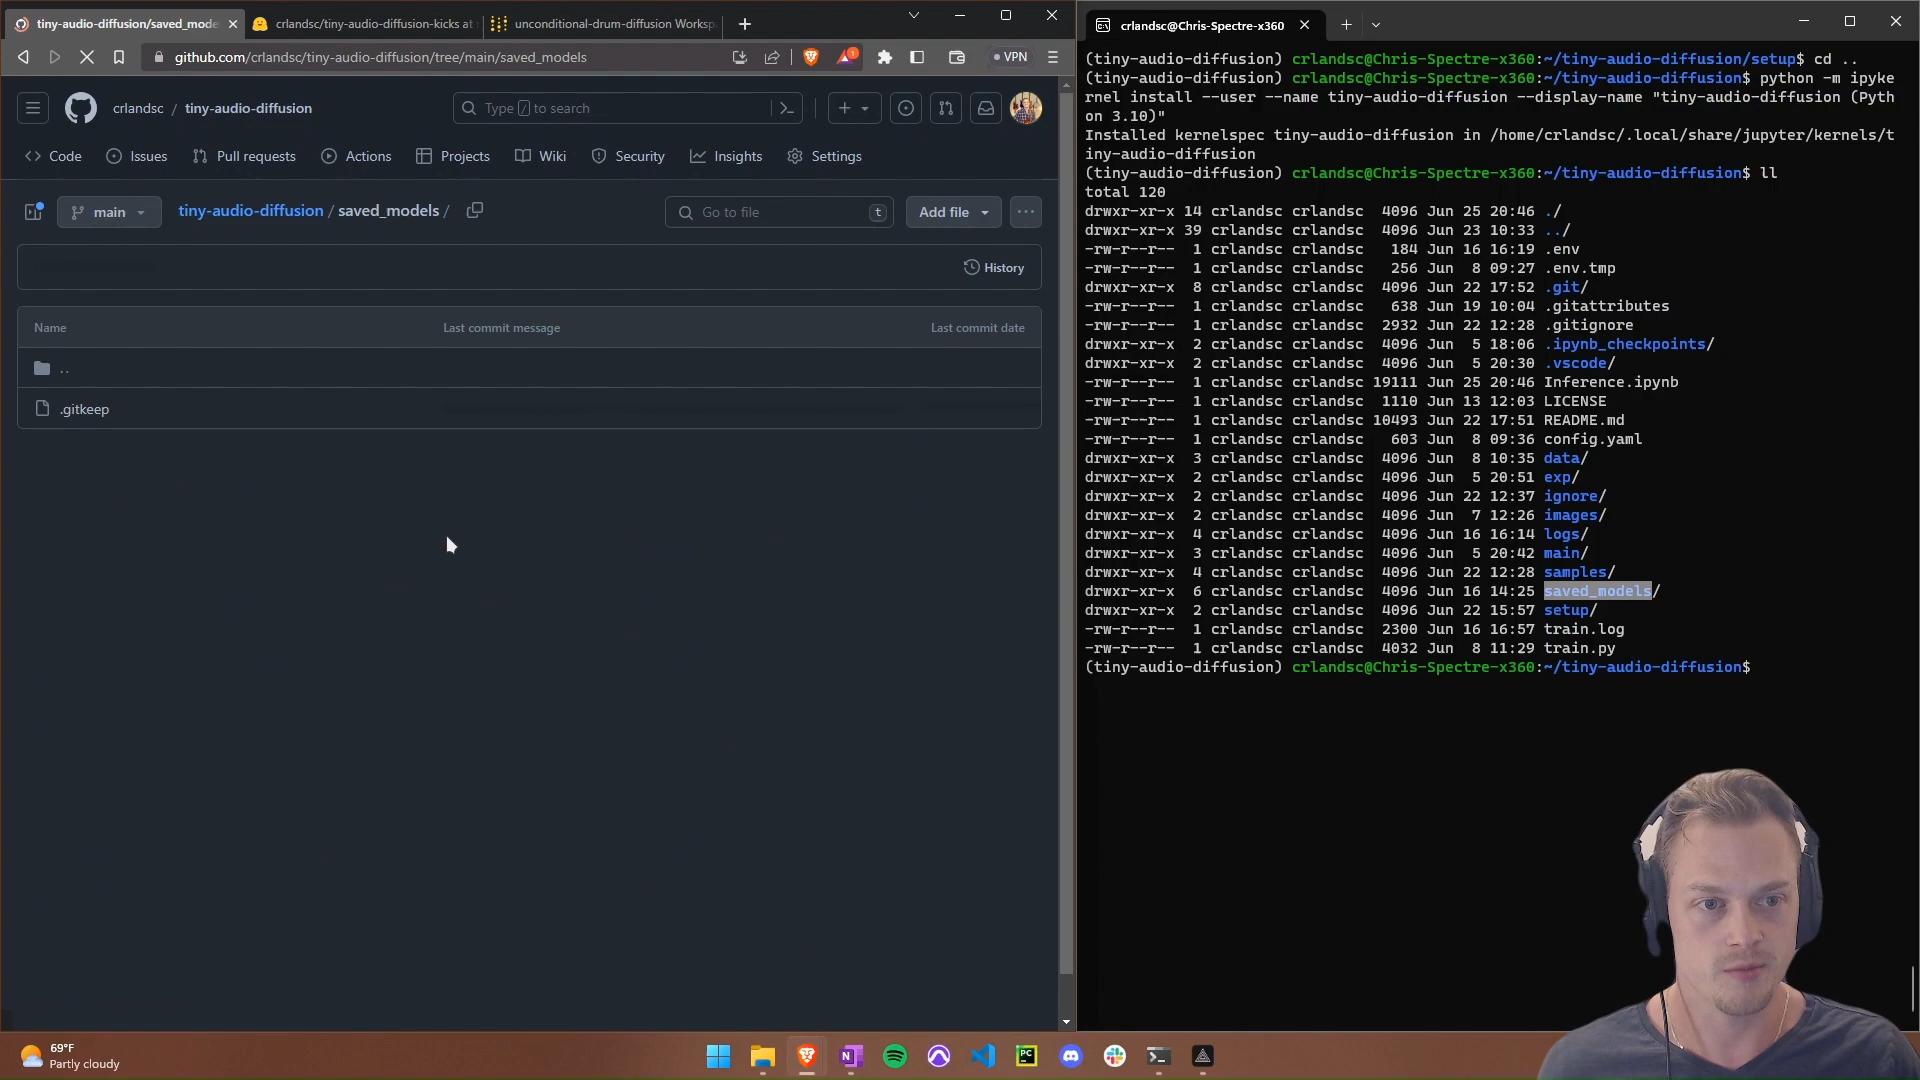 tiny-audio-diffusion/saved_mode
crlandsc/tiny-audio-diffusion-kicks at
unconditional-drum-diffusion Workspa
github.com/crlandsc/tiny-audio-diffusion/tree/main/saved_models
1
VPN
crlandsc / tiny-audio-diffusion
Type / to search
Code
Issues
Pull requests
Actions
Projects
Wiki
Security
Insights
Settings
main
tiny-audio-diffusion / saved_models /
Go to file
t
Add file
History
Name
Last commit message
Last commit date
..
.gitkeep
crlandsc@Chris-Spectre-x360
(tiny-audio-diffusion) crlandsc@Chris-Spectre-x360:~/tiny-audio-diffusion/setup$ cd ..
(tiny-audio-diffusion) crlandsc@Chris-Spectre-x360:~/tiny-audio-diffusion$ python -m ipyke
rnel install --user --name tiny-audio-diffusion --display-name "tiny-audio-diffusion (Pyth
on 3.10)"
Installed kernelspec tiny-audio-diffusion in /home/crlandsc/.local/share/jupyter/kernels/t
iny-audio-diffusion
(tiny-audio-diffusion) crlandsc@Chris-Spectre-x360:~/tiny-audio-diffusion$ ll
total 120
drwxr-xr-x 14 crlandsc crlandsc 4096 Jun 25 20:46 ./
drwxr-xr-x 39 crlandsc crlandsc 4096 Jun 23 10:33 ../
-rw-r--r-- 1 crlandsc crlandsc 184 Jun 16 16:19 .env
-rw-r--r-- 1 crlandsc crlandsc 256 Jun 8 09:27 .env.tmp
drwxr-xr-x 8 crlandsc crlandsc 4096 Jun 22 17:52 .git/
-rw-r--r-- 1 crlandsc crlandsc 638 Jun 19 10:04 .gitattributes
-rw-r--r-- 1 crlandsc crlandsc 2932 Jun 22 12:28 .gitignore
drwxr-xr-x 2 crlandsc crlandsc 4096 Jun 5 18:06 .ipynb_checkpoints/
drwxr-xr-x 2 crlandsc crlandsc 4096 Jun 5 20:30 .vscode/
-rw-r--r-- 1 crlandsc crlandsc 19111 Jun 25 20:46 Inference.ipynb
-rw-r--r-- 1 crlandsc crlandsc 1110 Jun 13 12:03 LICENSE
-rw-r--r-- 1 crlandsc crlandsc 10493 Jun 22 17:51 README.md
-rw-r--r-- 1 crlandsc crlandsc 603 Jun 8 09:36 config.yaml
drwxr-xr-x 3 crlandsc crlandsc 4096 Jun 8 10:35 data/
drwxr-xr-x 2 crlandsc crlandsc 4096 Jun 5 20:51 exp/
drwxr-xr-x 2 crlandsc crlandsc 4096 Jun 22 12:37 ignore/
drwxr-xr-x 2 crlandsc crlandsc 4096 Jun 7 12:26 images/
drwxr-xr-x 4 crlandsc crlandsc 4096 Jun 16 16:14 logs/
drwxr-xr-x 3 crlandsc crlandsc 4096 Jun 5 20:42 main/
drwxr-xr-x 4 crlandsc crlandsc 4096 Jun 22 12:28 samples/
drwxr-xr-x 6 crlandsc crlandsc 4096 Jun 16 14:25 saved_models/
drwxr-xr-x 2 crlandsc crlandsc 4096 Jun 22 15:57 setup/
-rw-r--r-- 1 crlandsc crlandsc 2300 Jun 16 16:57 train.log
-rw-r--r-- 1 crlandsc crlandsc 4032 Jun 8 11:29 train.py
(tiny-audio-diffusion) crlandsc@Chris-Spectre-x360:~/tiny-audio-diffusion$
69°F
Partly cloudy
N
PC